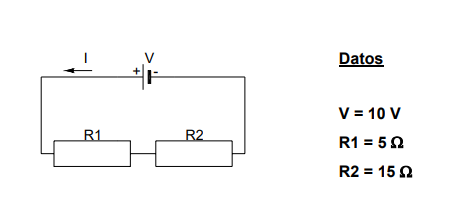 I
V
+ -
R1
R2
Datos
V = 10 V
R1 = 5 Ω
R2 = 15 Ω